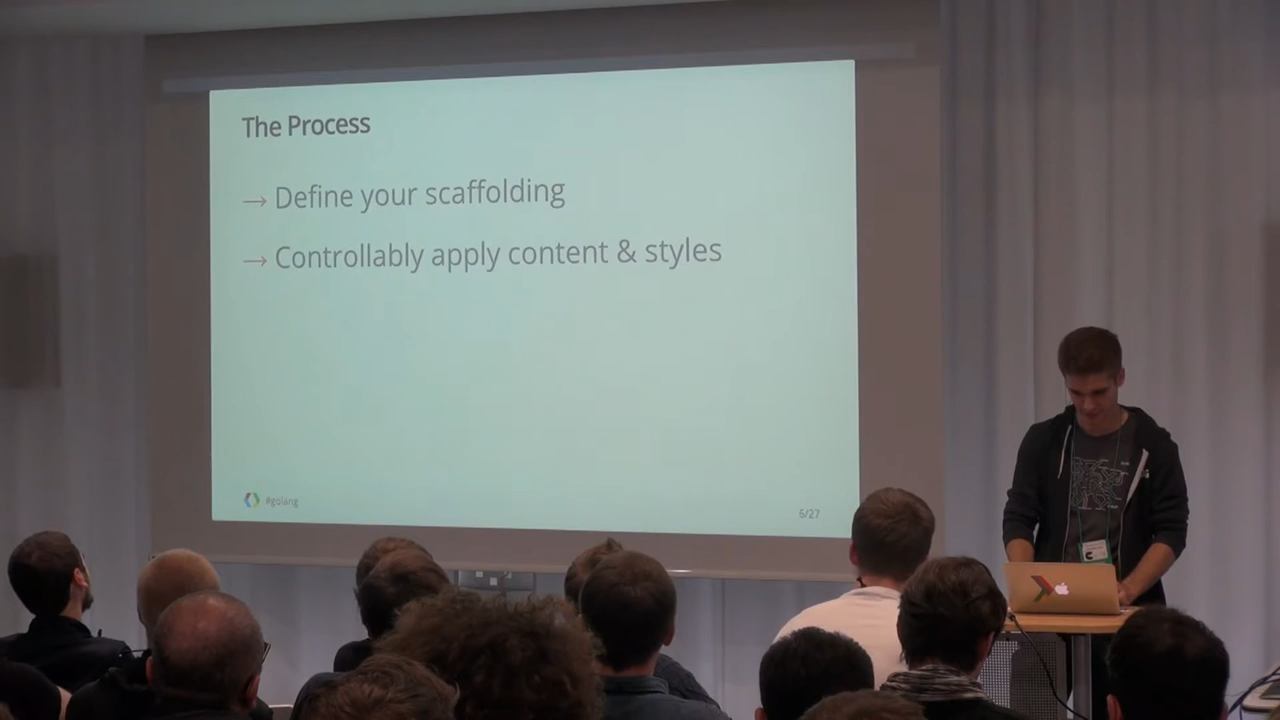 The Process
→ Define your scaffolding
→ Controllably apply content & styles
#golang
6/27